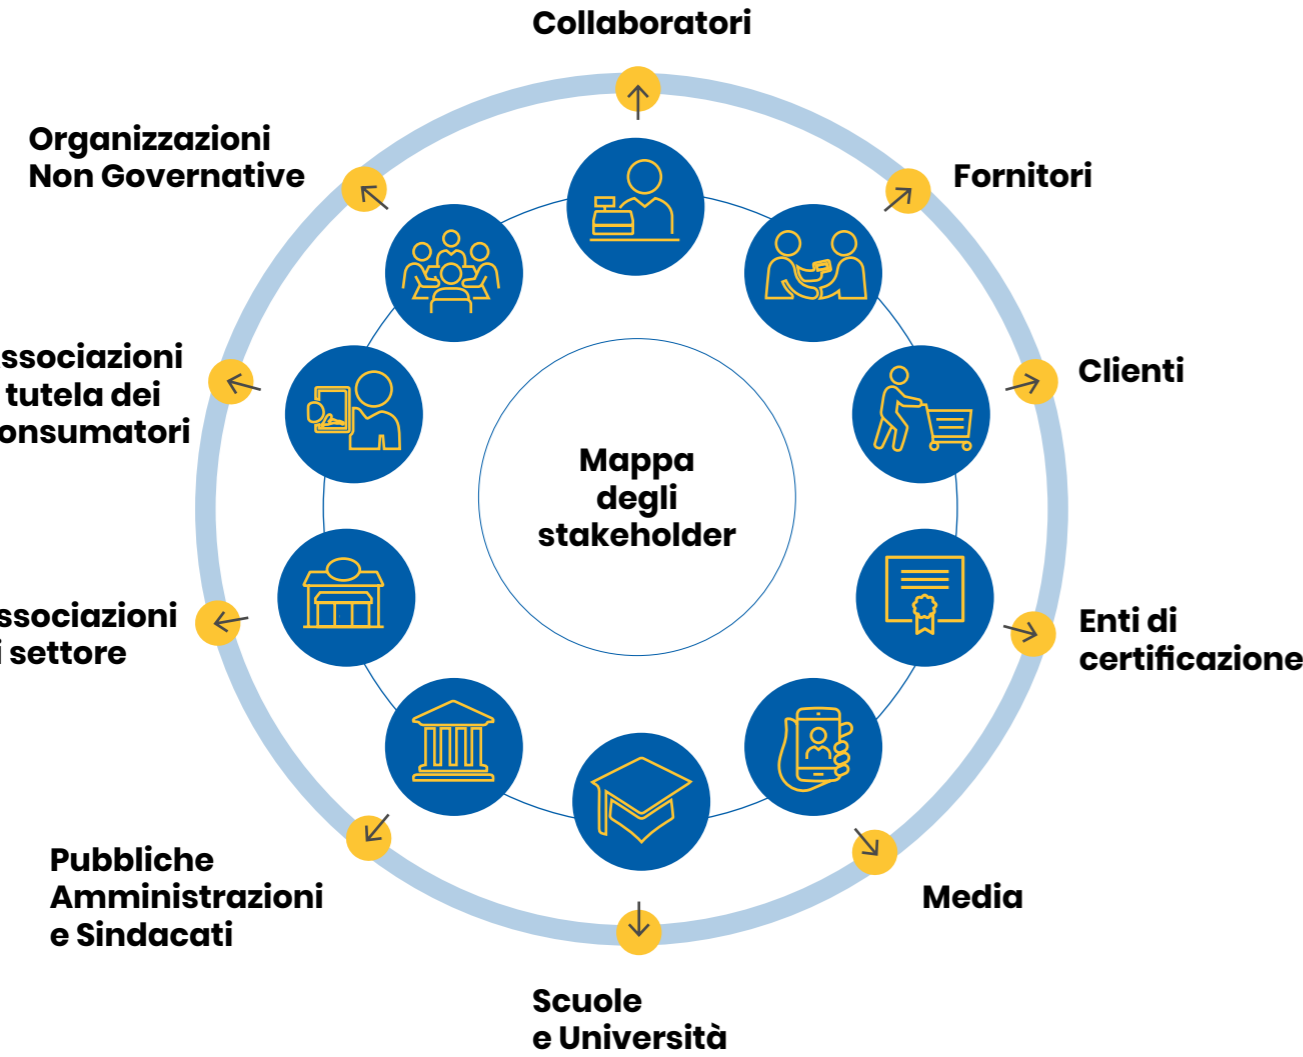 Collaboratori
Organizzazioni
Non Governative
Fornitori
ssociazioni
tutela dei
onsumatori
Clienti
Mappa
degli
stakeholder
ssociazioni
i settore
Enti di
certificazione
Pubbliche
Amministrazioni
e Sindacati
Media
Scuole
e Università